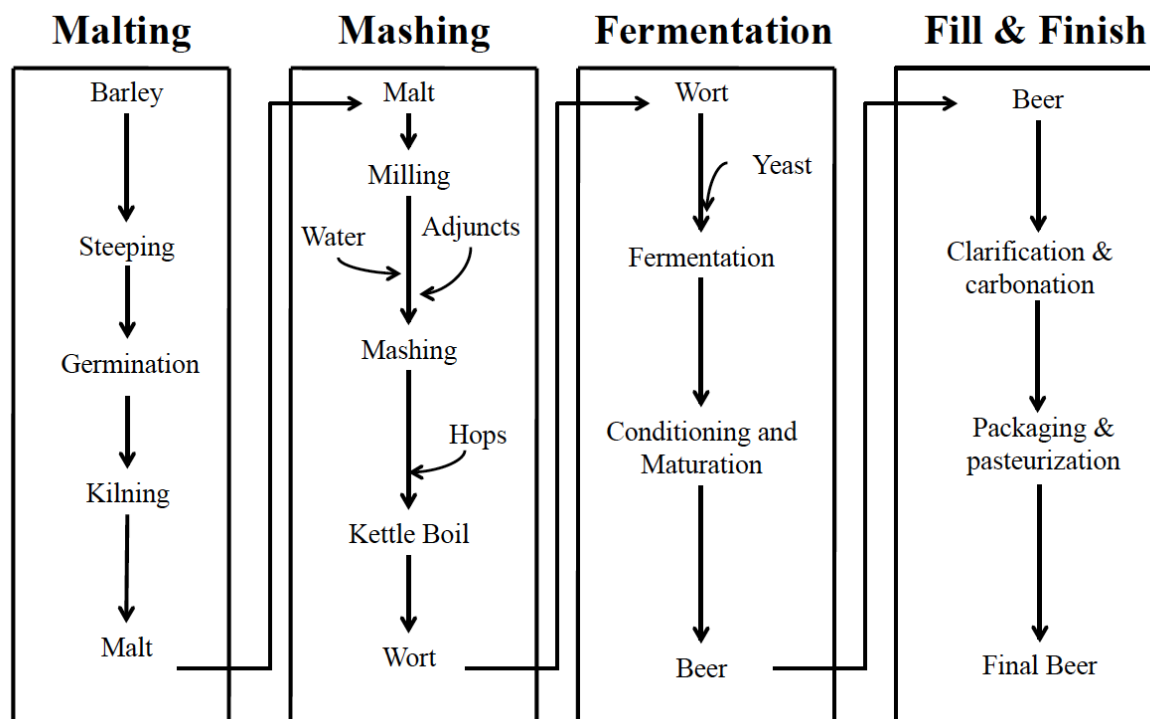 Malting
Barley
Steeping
Germination
Kilning
Malt
Mashing
Malt
Milling
Water
Adjuncts
Mashing
Hops
Kettle Boil
Wort
Fermentation
Wort
Yeast
Fermentation
Conditioning and
Maturation
Beer
Fill & Finish
Beer
Clarification &
carbonation
Packaging &
pasteurization
Final Beer